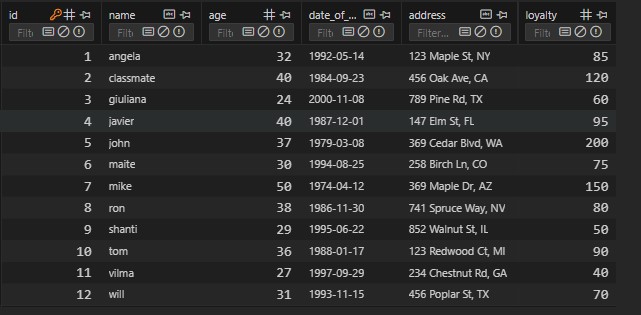 id name age date_of_... address loyalty
Filt Filt Filt Filt Filter... Filt
1 angela 32 1992-05-14 123 Maple St, NY 85
2 classmate 40 1984-09-23 456 Oak Ave, CA 120
3 giuliana 24 2000-11-08 789 Pine Rd, TX 60
4 javier 40 1987-12-01 147 Elm St, FL 95
5 john 37 1979-03-08 369 Cedar Blvd, WA 200
6 maite 30 1994-08-25 258 Birch Ln, CO 75
7 mike 50 1974-04-12 369 Maple Dr, AZ 150
8 ron 38 1986-11-30 741 Spruce Way, NV 80
9 shanti 29 1995-06-22 852 Walnut St, IL 50
10 tom 36 1988-01-17 123 Redwood Ct, MI 90
11 vilma 27 1997-09-29 234 Chestnut Rd, GA 40
12 will 31 1993-11-15 456 Poplar St, TX 70